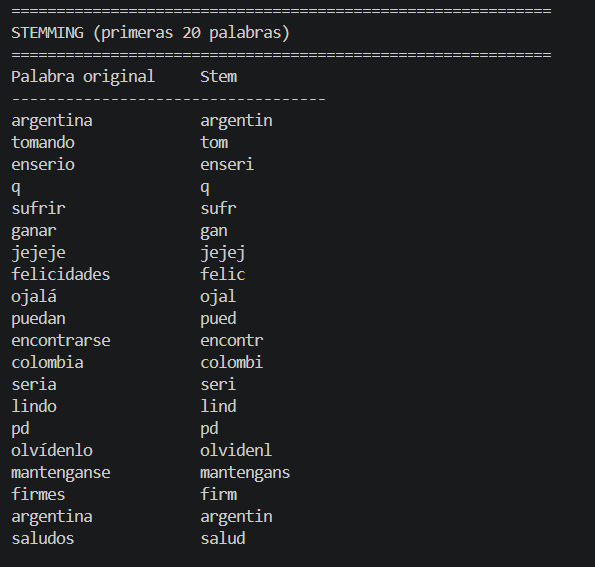 ============================================================
STEMMING (primeras 20 palabras)
============================================================
Palabra original     Stem
-----------------------------------
argentina            argentin
tomando              tom
enserio              enseri
q                    q
sufrir               sufr
ganar                gan
jejeje               jejej
felicidades          felic
ojalá                ojal
puedan               pued
encontrarse          encontr
colombia             colombi
seria                seri
lindo                lind
pd                   pd
olvídenlo            olvidenl
mantenganse          mantengans
firmes               firm
argentina            argentin
saludos              salud